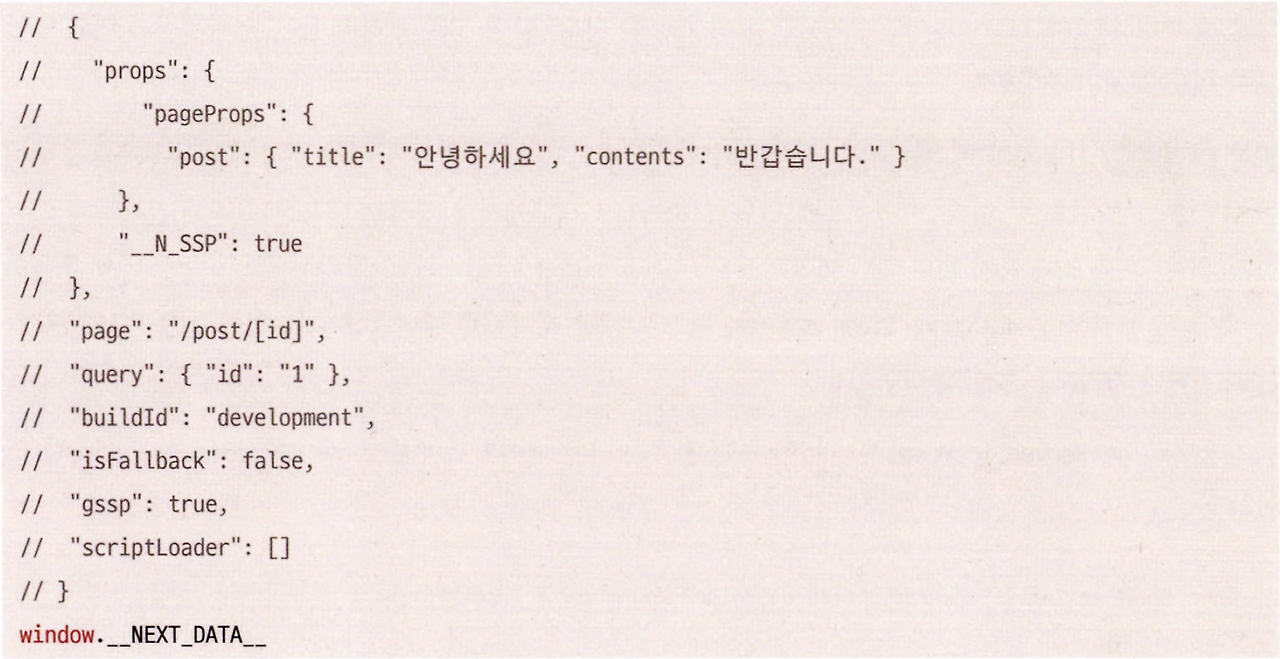 //  {
//    "props": {
//        "pageProps": {
//          "post": { "title": "안녕하세요", "contents": "반갑습니다." }
//      },
//      "__N_SSP": true
//  },
//  "page": "/post/[id]",
//  "query": { "id": "1" },
//  "buildId": "development",
//  "isFallback": false,
//  "gssp": true,
//  "scriptLoader": []
// }
window.__NEXT_DATA__